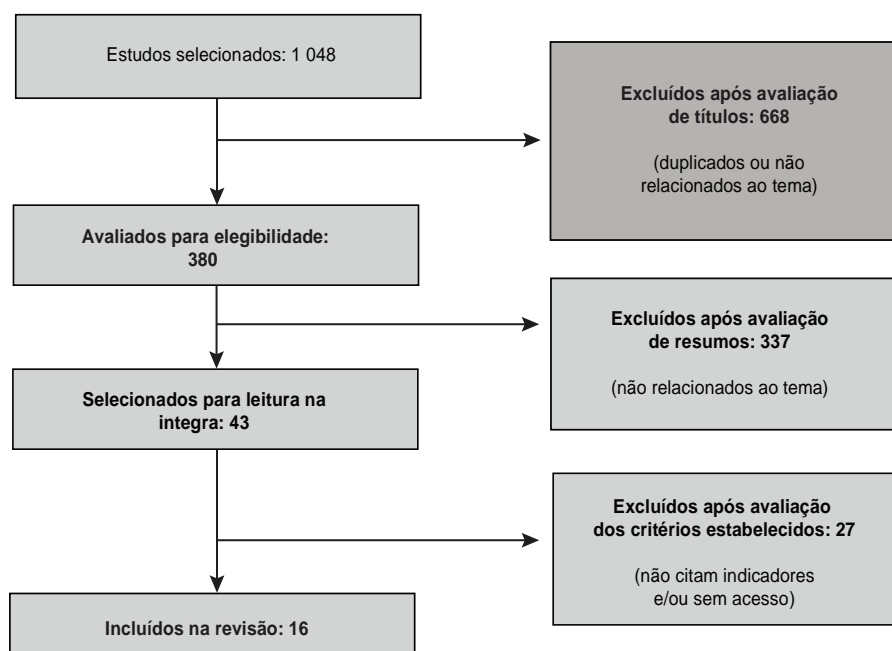 Estudos selecionados: 1 048
Excluídos após avaliação
de títulos: 668
(duplicados ou não
relacionados ao tema)
Avaliados para elegibilidade:
380
Excluídos após avaliação
de resumos: 337
(não relacionados ao tema)
Selecionados para leitura na
integra: 43
Excluídos após avaliação
dos critérios estabelecidos: 27
(não citam indicadores
e/ou sem acesso)
Incluídos na revisão: 16